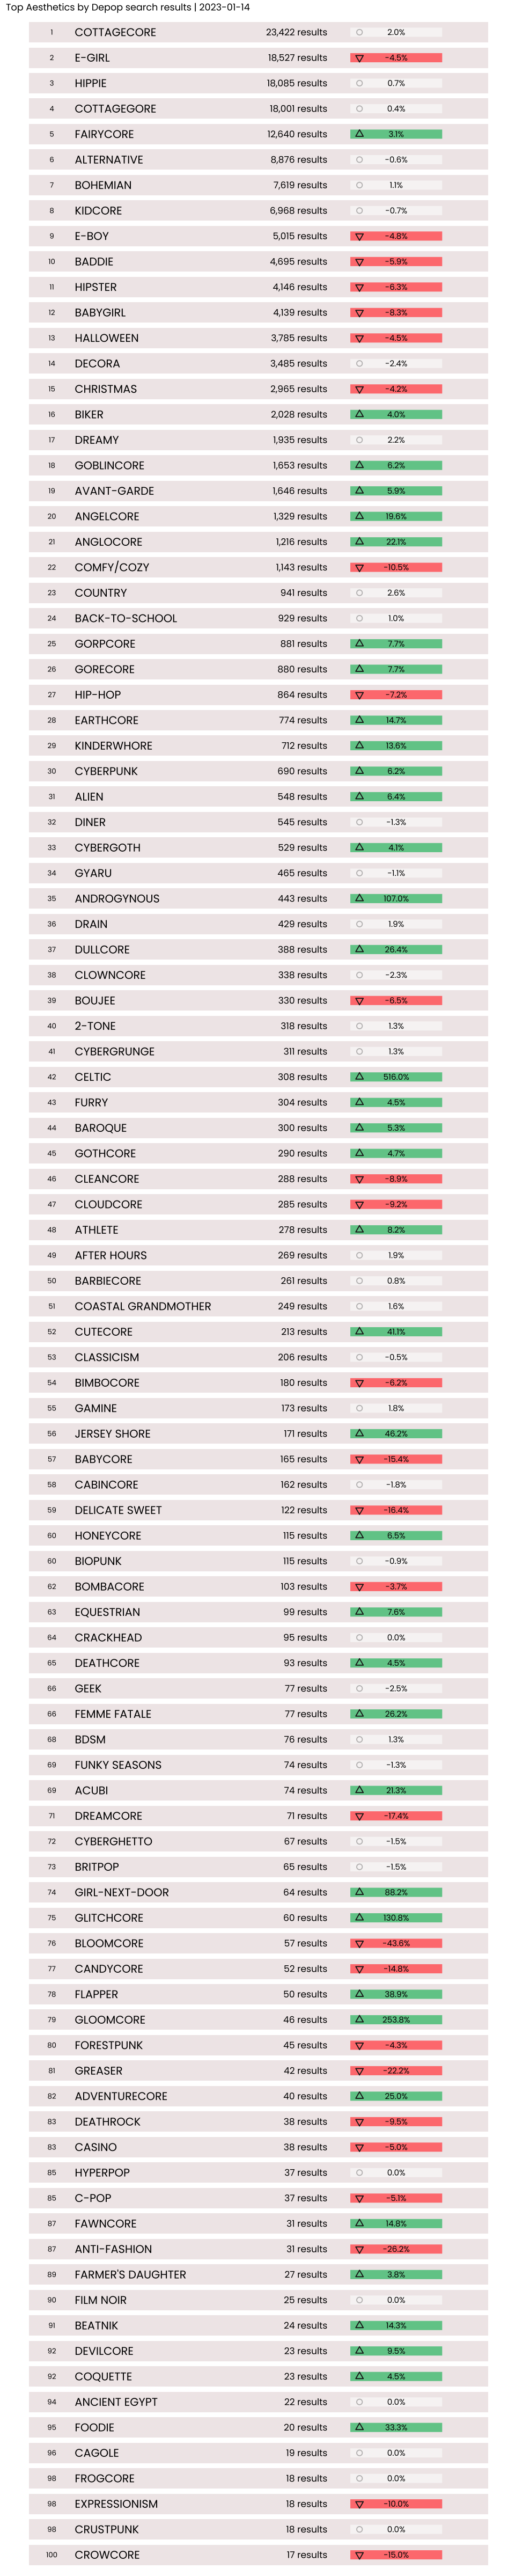 Top Aesthetics by Depop search results | 2023-01-14
1 COTTAGECORE 23,422 results 2.0%
2 E-GIRL 18,527 results -4.5%
3 HIPPIE 18,085 results 0.7%
4 COTTAGEGORE 18,001 results 0.4%
5 FAIRYCORE 12,640 results 3.1%
6 ALTERNATIVE 8,876 results -0.6%
7 BOHEMIAN 7,619 results 1.1%
8 KIDCORE 6,968 results -0.7%
9 E-BOY 5,015 results -4.8%
10 BADDIE 4,695 results -5.9%
11 HIPSTER 4,146 results -6.3%
12 BABYGIRL 4,139 results -8.3%
13 HALLOWEEN 3,785 results -4.5%
14 DECORA 3,485 results -2.4%
15 CHRISTMAS 2,965 results -4.2%
16 BIKER 2,028 results 4.0%
17 DREAMY 1,935 results 2.2%
18 GOBLINCORE 1,653 results 6.2%
19 AVANT-GARDE 1,646 results 5.9%
20 ANGELCORE 1,329 results 19.6%
21 ANGLOCORE 1,216 results 22.1%
22 COMFY/COZY 1,143 results -10.5%
23 COUNTRY 941 results 2.6%
24 BACK-TO-SCHOOL 929 results 1.0%
25 GORPCORE 881 results 7.7%
26 GORECORE 880 results 7.7%
27 HIP-HOP 864 results -7.2%
28 EARTHCORE 774 results 14.7%
29 KINDERWHORE 712 results 13.6%
30 CYBERPUNK 690 results 6.2%
31 ALIEN 548 results 6.4%
32 DINER 545 results -1.3%
33 CYBERGOTH 529 results 4.1%
34 GYARU 465 results -1.1%
35 ANDROGYNOUS 443 results 107.0%
36 DRAIN 429 results 1.9%
37 DULLCORE 388 results 26.4%
38 CLOWNCORE 338 results -2.3%
39 BOUJEE 330 results -6.5%
40 2-TONE 318 results 1.3%
41 CYBERGRUNGE 311 results 1.3%
42 CELTIC 308 results 516.0%
43 FURRY 304 results 4.5%
44 BAROQUE 300 results 5.3%
45 GOTHCORE 290 results 4.7%
46 CLEANCORE 288 results -8.9%
47 CLOUDCORE 285 results -9.2%
48 ATHLETE 278 results 8.2%
49 AFTER HOURS 269 results 1.9%
50 BARBIECORE 261 results 0.8%
51 COASTAL GRANDMOTHER 249 results 1.6%
52 CUTECORE 213 results 41.1%
53 CLASSICISM 206 results -0.5%
54 BIMBOCORE 180 results -6.2%
55 GAMINE 173 results 1.8%
56 JERSEY SHORE 171 results 46.2%
57 BABYCORE 165 results -15.4%
58 CABINCORE 162 results -1.8%
59 DELICATE SWEET 122 results -16.4%
60 HONEYCORE 115 results 6.5%
60 BIOPUNK 115 results -0.9%
62 BOMBACORE 103 results -3.7%
63 EQUESTRIAN 99 results 7.6%
64 CRACKHEAD 95 results 0.0%
65 DEATHCORE 93 results 4.5%
66 GEEK 77 results -2.5%
66 FEMME FATALE 77 results 26.2%
68 BDSM 76 results 1.3%
69 FUNKY SEASONS 74 results -1.3%
69 ACUBI 74 results 21.3%
71 DREAMCORE 71 results -17.4%
72 CYBERGHETTO 67 results -1.5%
73 BRITPOP 65 results -1.5%
74 GIRL-NEXT-DOOR 64 results 88.2%
75 GLITCHCORE 60 results 130.8%
76 BLOOMCORE 57 results -43.6%
77 CANDYCORE 52 results -14.8%
78 FLAPPER 50 results 38.9%
79 GLOOMCORE 46 results 253.8%
80 FORESTPUNK 45 results -4.3%
81 GREASER 42 results -22.2%
82 ADVENTURECORE 40 results 25.0%
83 DEATHROCK 38 results -9.5%
83 CASINO 38 results -5.0%
85 HYPERPOP 37 results 0.0%
85 C-POP 37 results -5.1%
87 FAWNCORE 31 results 14.8%
87 ANTI-FASHION 31 results -26.2%
89 FARMER'S DAUGHTER 27 results 3.8%
90 FILM NOIR 25 results 0.0%
91 BEATNIK 24 results 14.3%
92 DEVILCORE 23 results 9.5%
92 COQUETTE 23 results 4.5%
94 ANCIENT EGYPT 22 results 0.0%
95 FOODIE 20 results 33.3%
96 CAGOLE 19 results 0.0%
98 FROGCORE 18 results 0.0%
98 EXPRESSIONISM 18 results -10.0%
98 CRUSTPUNK 18 results 0.0%
100 CROWCORE 17 results -15.0%